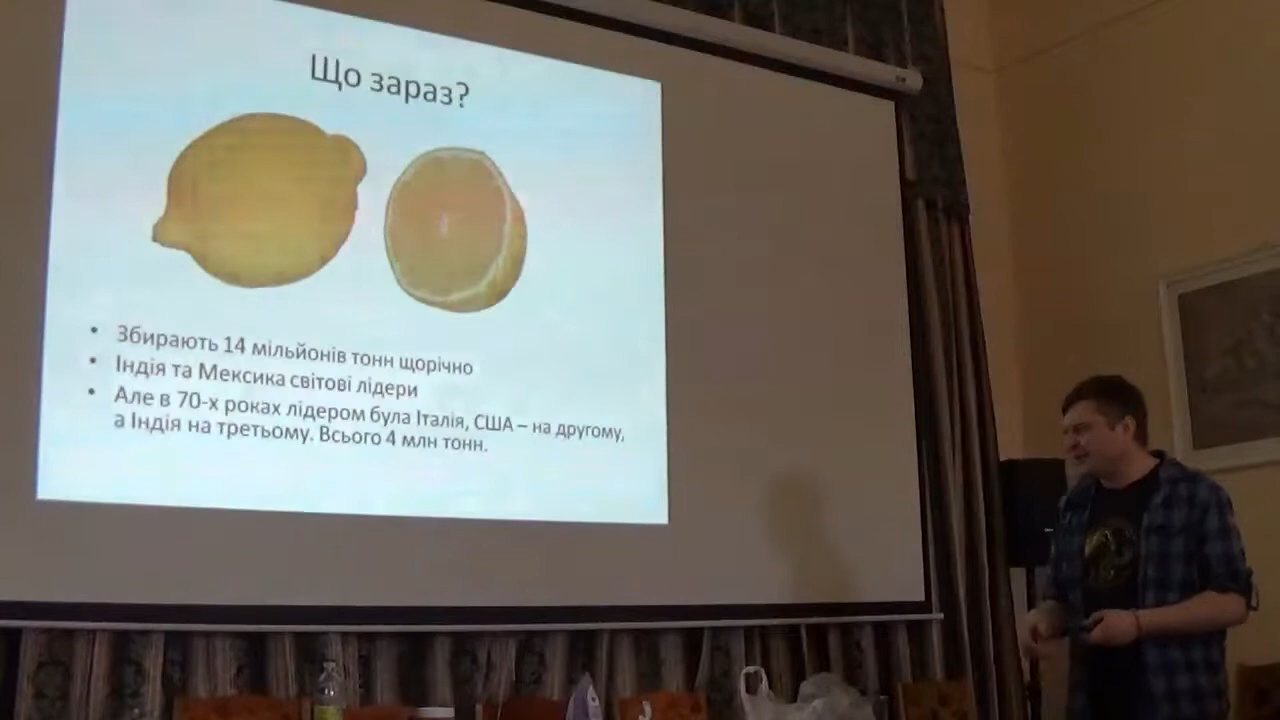 Що зараз?
• Збирають 14 мільйонів тонн щорічно
• Індія та Мексика світові лідери
• Але в 70-х роках лідером була Італія, США – на другому,
а Індія на третьому. Всього 4 млн тонн.